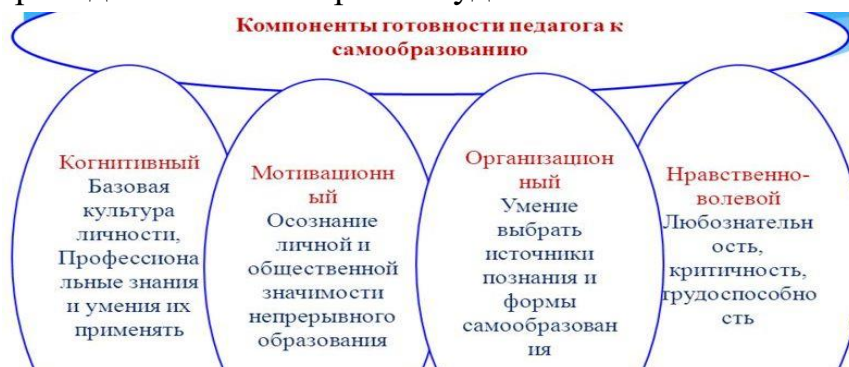 Компоненты готовности педагога к
самообразованию
Когнитивный
Базовая
культура
личности,
Профессиона
льные знания
и умения их
применять
Мотивационн
ый
Осознание
личной и
общественной
значимости
непрерывного
образования
Организацион
ный
Умение
выбрать
источники
познания и
формы
самообразован
ия
Нравственно-
волевой
Любознательн
ость,
критичность,
трудоспособно
сть